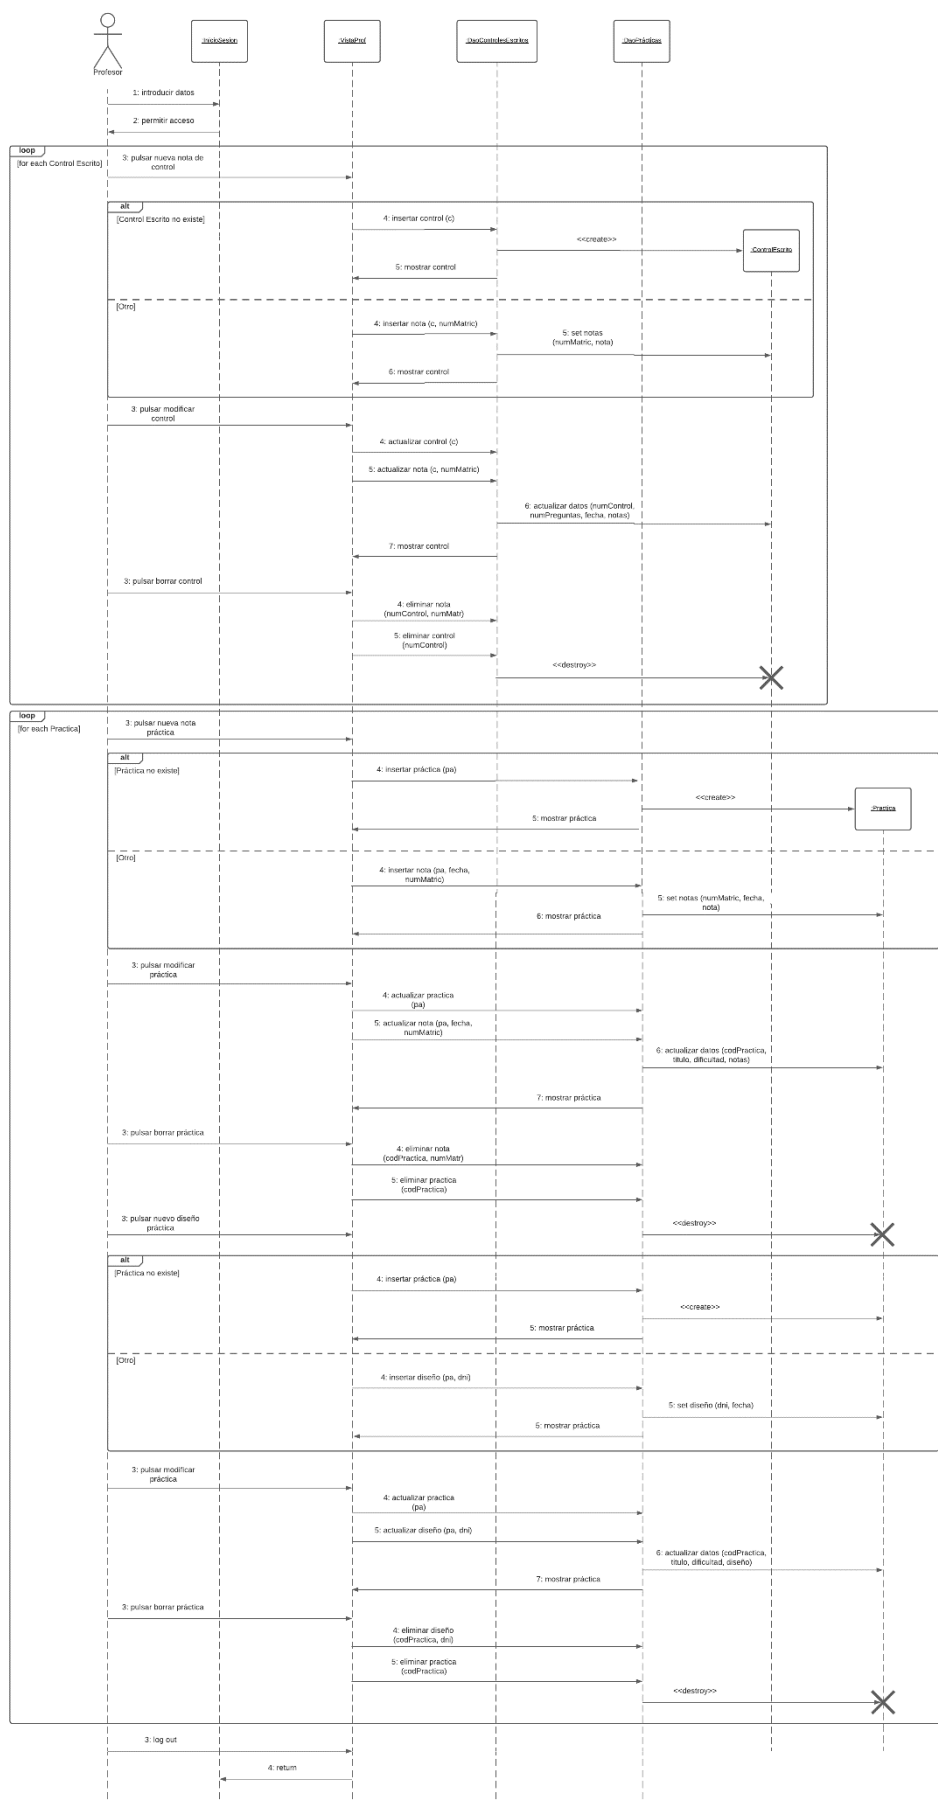 :InicioSesion
:VistaProf
:DaoControlesEscritos
:DaoPrácticas
Profesor
1: introducir datos
2: permitir acceso
loop
[for each Control Escrito]
3: pulsar nueva nota de
control
alt
[Control Escrito no existe]
4: insertar control (c)
<<create>>
:ControlEscrito
5: mostrar control
[Otro]
4: insertar nota (c, numMatric)
5: set notas
(numMatric, nota)
6: mostrar control
3: pulsar modificar
control
4: actualizar control (c)
5: actualizar nota (c, numMatric)
6: actualizar datos (numControl,
numPreguntas, fecha, notas)
7: mostrar control
3: pulsar borrar control
4: eliminar nota
(numControl, numMatr)
5: eliminar control
(numControl)
<<destroy>>
loop
[for each Practica]
3: pulsar nueva nota
práctica
alt
[Práctica no existe]
4: insertar práctica (pa)
<<create>>
:Practica
5: mostrar práctica
[Otro]
4: insertar nota (pa, fecha,
numMatric)
5: set notas (numMatric, fecha,
nota)
6: mostrar práctica
3: pulsar modificar
práctica
4: actualizar practica
(pa)
5: actualizar nota (pa, fecha,
numMatric)
6: actualizar datos (codPractica,
titulo, dificultad, notas)
7: mostrar práctica
3: pulsar borrar práctica
4: eliminar nota
(codPractica, numMatr)
5: eliminar practica
(codPractica)
3: pulsar nuevo diseño
práctica
<<destroy>>
alt
[Práctica no existe]
4: insertar práctica (pa)
<<create>>
5: mostrar práctica
[Otro]
4: insertar diseño (pa, dni)
5: set diseño (dni, fecha)
5: mostrar práctica
3: pulsar modificar
práctica
4: actualizar practica
(pa)
5: actualizar diseño (pa, dni)
6: actualizar datos (codPractica,
titulo, dificultad, diseño)
7: mostrar práctica
3: pulsar borrar práctica
4: eliminar diseño
(codPractica, dni)
5: eliminar practica
(codPractica)
<<destroy>>
3: log out
4: return